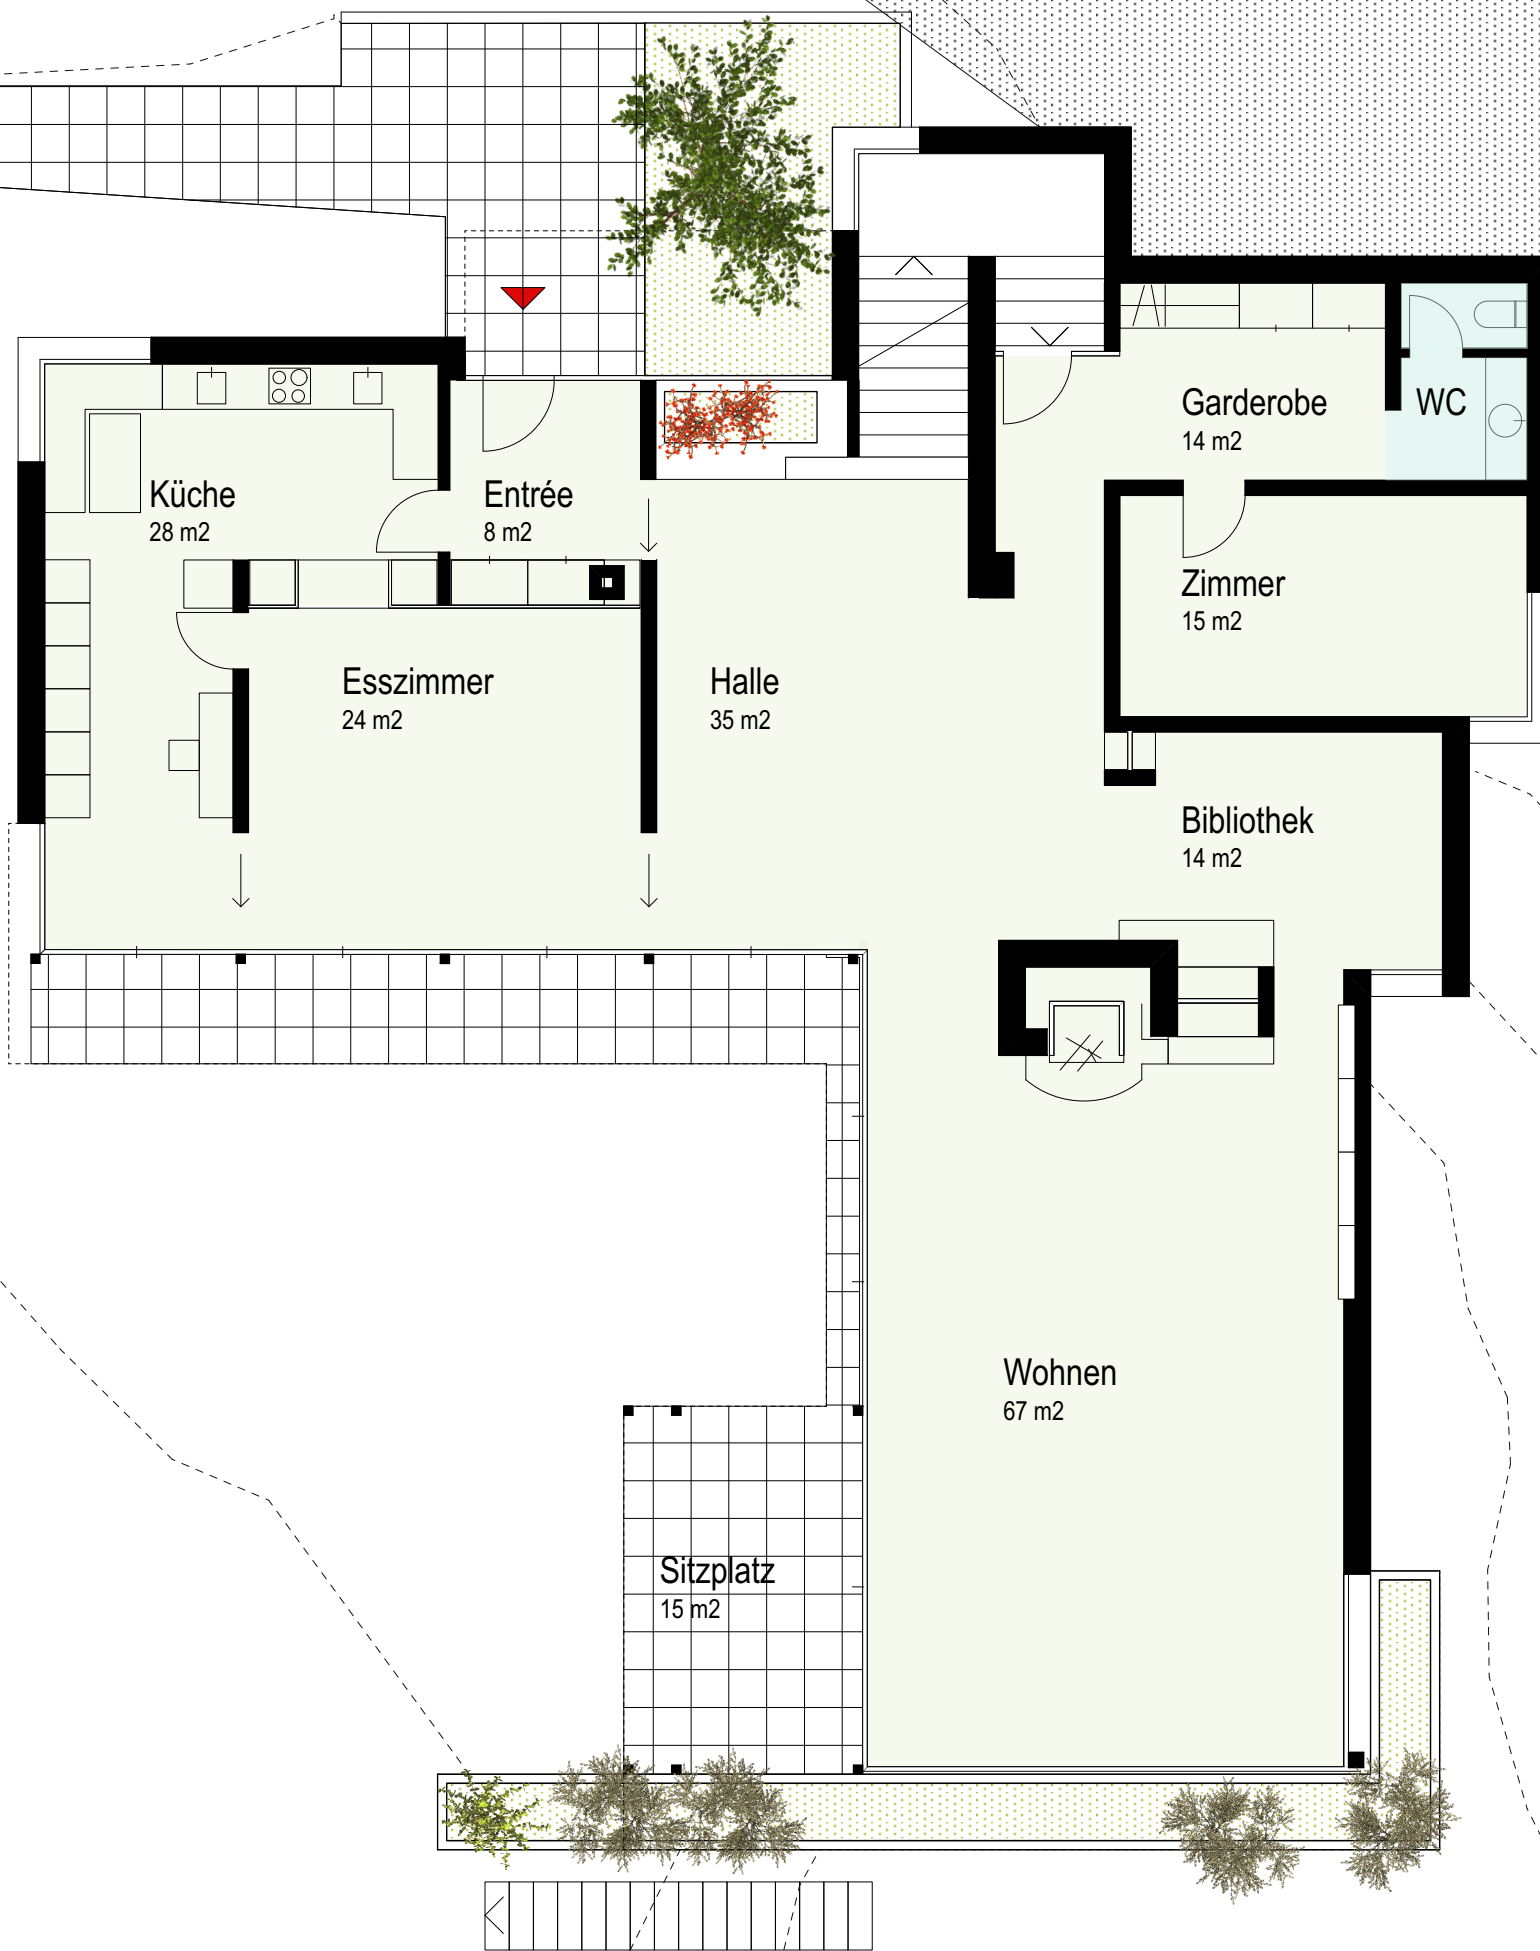 Garderobe
14 m2
WC
Küche
28 m2
Entrée
8 m2
Zimmer
15 m2
Esszimmer
24 m2
Halle
35 m2
Bibliothek
14 m2
Wohnen
67 m2
Sitzplatz
15 m2